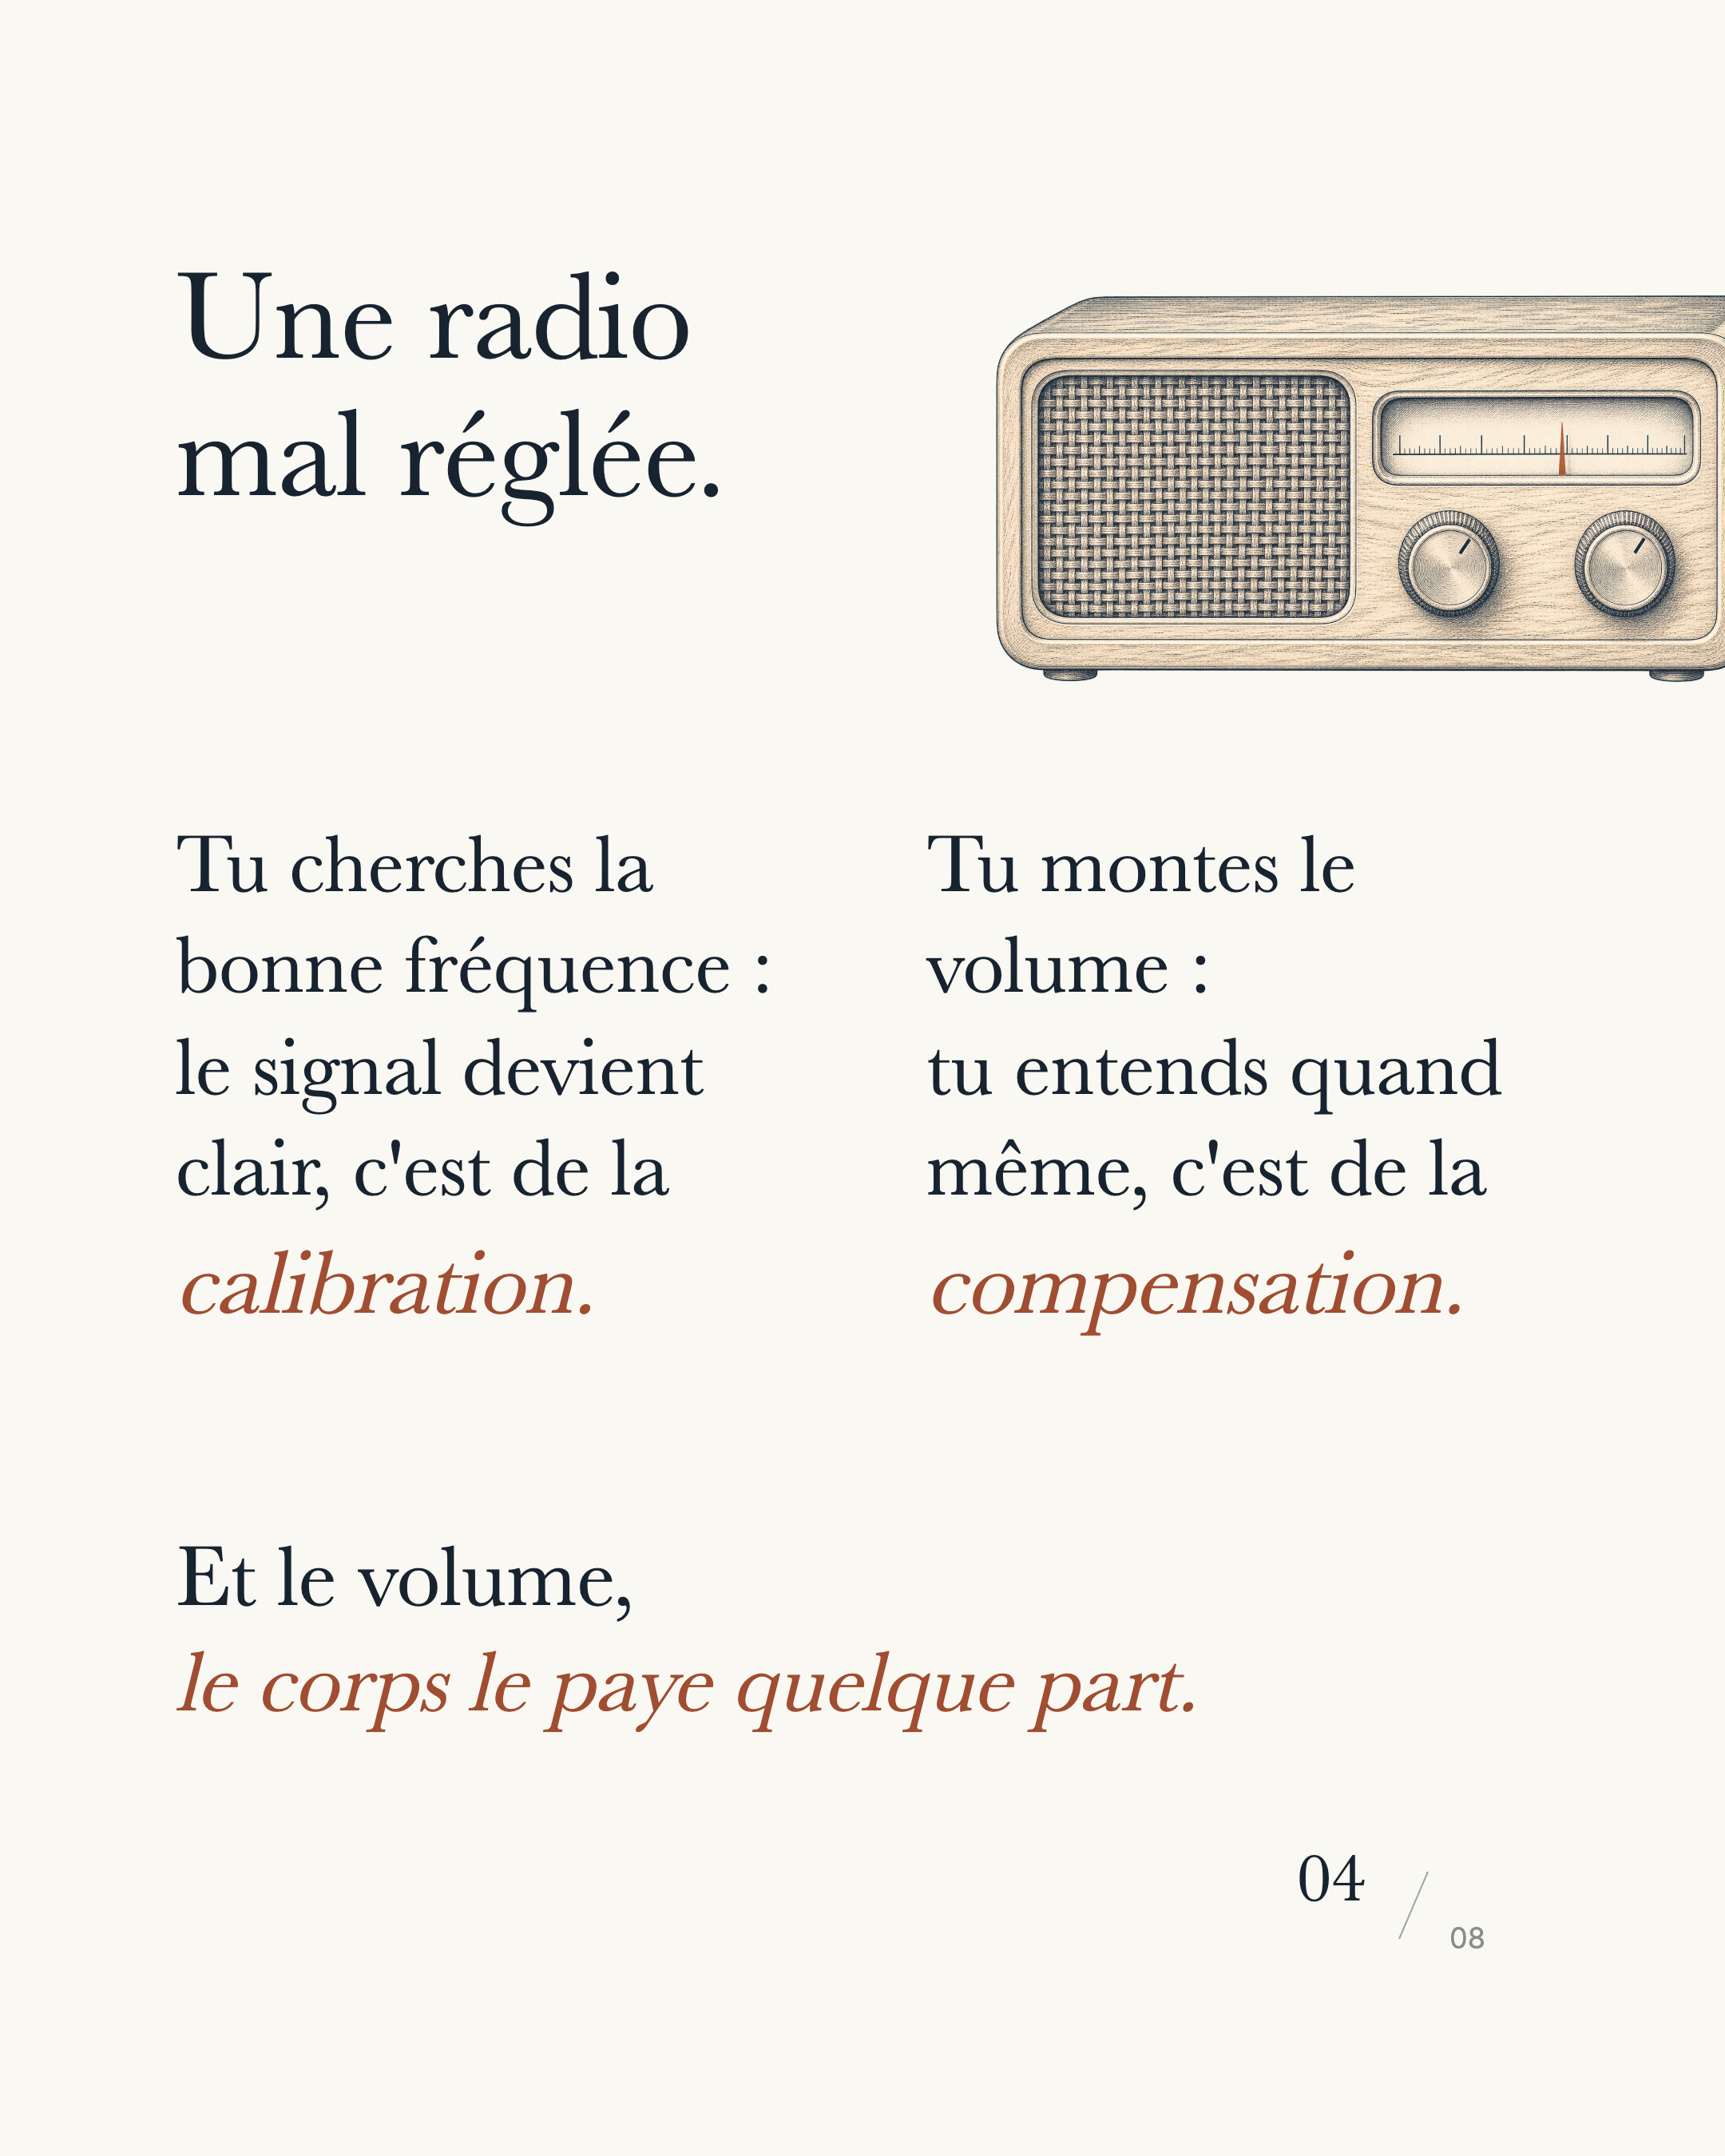 Une radio
mal réglée.
Tu cherches la
bonne fréquence :
le signal devient
clair, c'est de la
calibration.
Tu montes le
volume :
tu entends quand
même, c'est de la
compensation.
Et le volume,
le corps le paye quelque part.
04 / 08